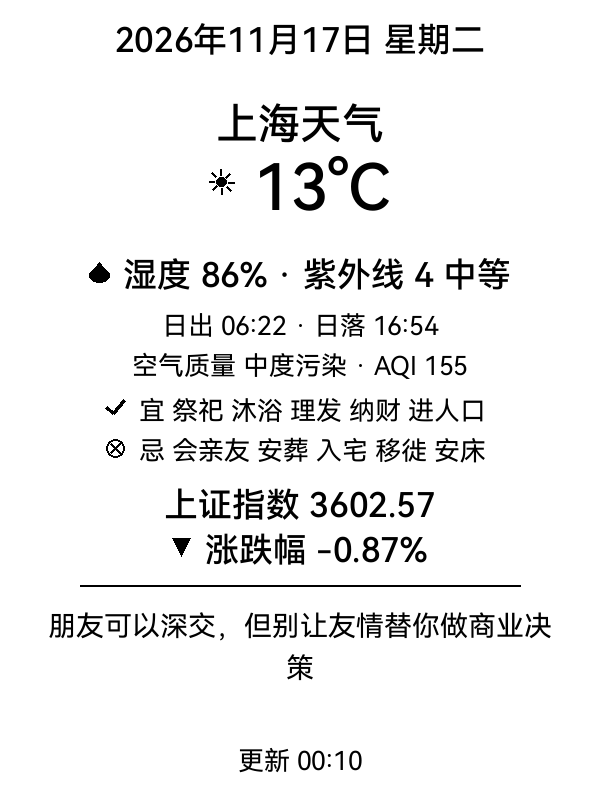 2026年11月17日 星期二
上海天气
13°C
湿度 86% · 紫外线 4 中等
日出 06:22 · 日落 16:54
空气质量 中度污染 · AQI 155
宜 祭祀 沐浴 理发 纳财 进人口
忌 会亲友 安葬 入宅 移徙 安床
上证指数 3602.57
▼ 涨跌幅 -0.87%
朋友可以深交，但别让友情替你做商业决
策
更新 00:10